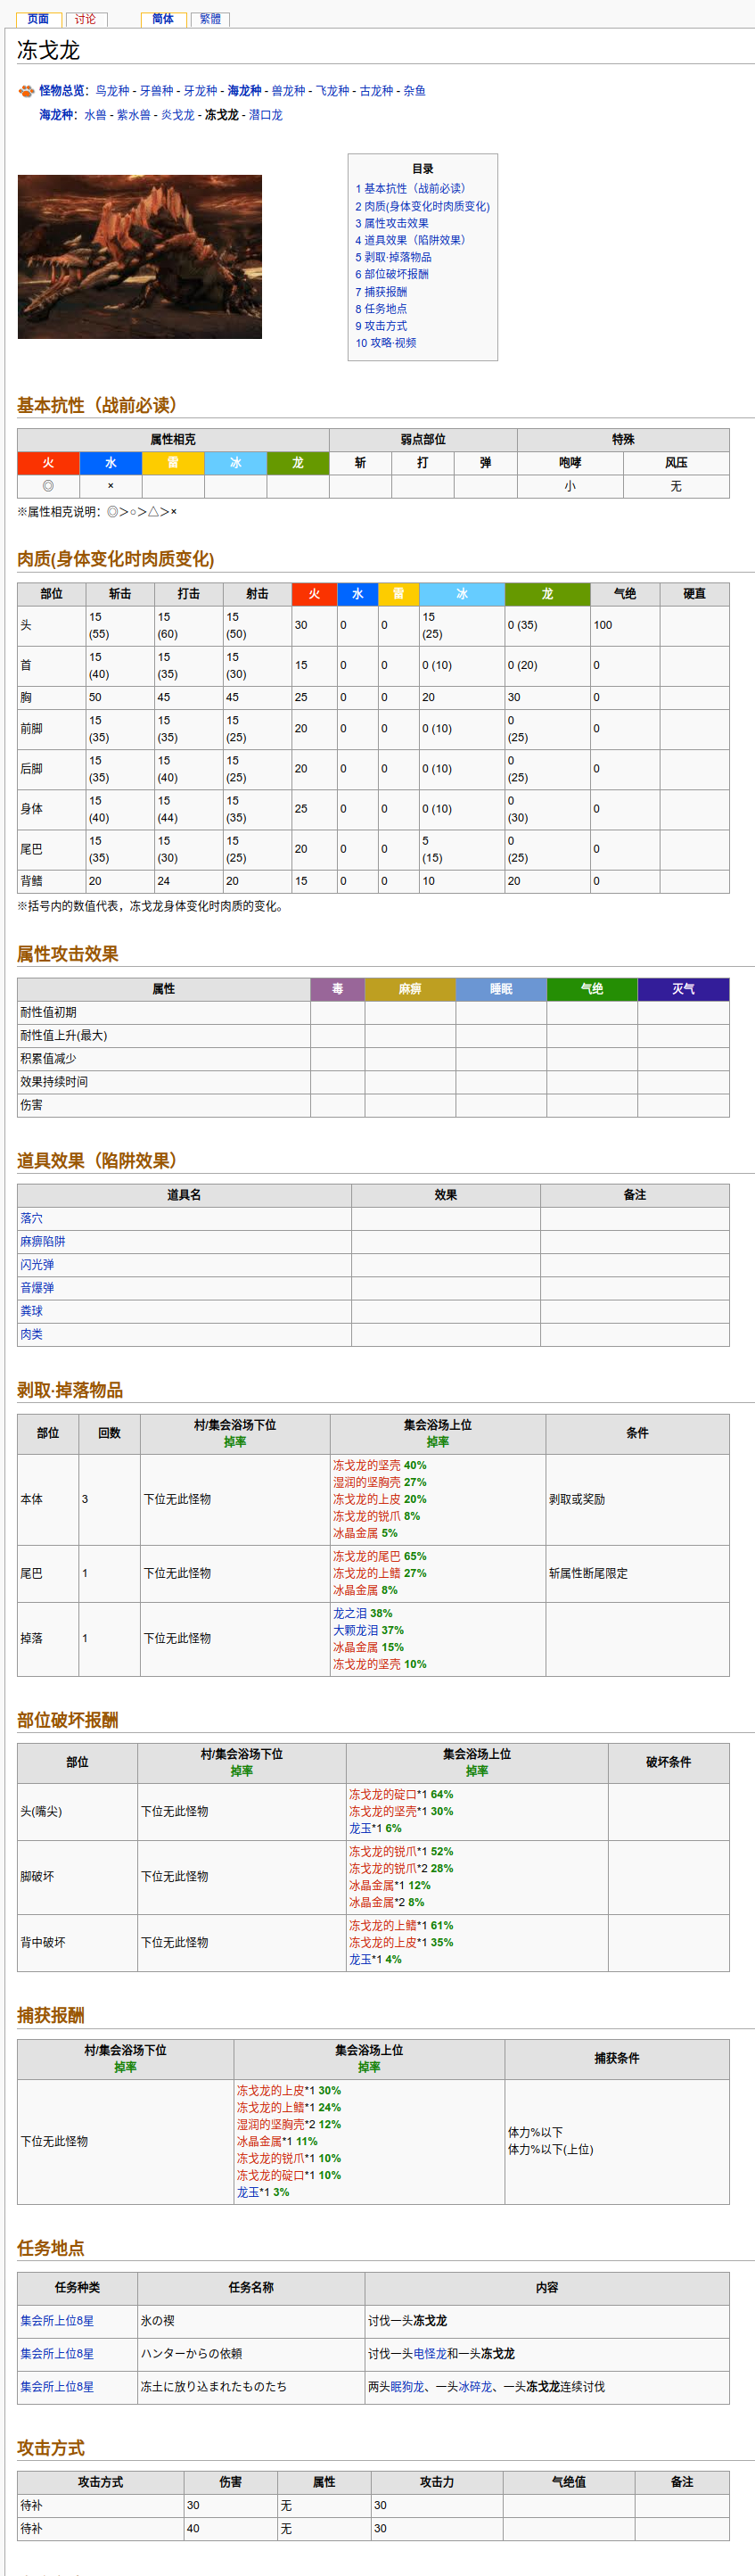 页面 讨论 简体 繁體
冻戈龙
怪物总览：鸟龙种 - 牙兽种 - 牙龙种 - 海龙种 - 兽龙种 - 飞龙种 - 古龙种 - 杂鱼
海龙种：水兽 - 紫水兽 - 炎戈龙 - 冻戈龙 - 潜口龙
目录
1 基本抗性（战前必读）
2 肉质(身体变化时肉质变化)
3 属性攻击效果
4 道具效果（陷阱效果）
5 剥取·掉落物品
6 部位破坏报酬
7 捕获报酬
8 任务地点
9 攻击方式
10 攻略·视频
基本抗性（战前必读）
属性相克 弱点部位 特殊
火 水 雷 冰 龙 斩 打 弹 咆哮 风压
◎ × 小 无
※属性相克说明：◎＞○＞△＞×
肉质(身体变化时肉质变化)
部位 斩击 打击 射击 火 水 雷 冰 龙 气绝 硬直
头 15 (55) 15 (60) 15 (50) 30 0 0 15 (25) 0 (35) 100
首 15 (40) 15 (35) 15 (30) 15 0 0 0 (10) 0 (20) 0
胸 50 45 45 25 0 0 20 30 0
前脚 15 (35) 15 (35) 15 (25) 20 0 0 0 (10) 0 (25) 0
后脚 15 (35) 15 (40) 15 (25) 20 0 0 0 (10) 0 (25) 0
身体 15 (40) 15 (44) 15 (35) 25 0 0 0 (10) 0 (30) 0
尾巴 15 (35) 15 (30) 15 (25) 20 0 0 5 (15) 0 (25) 0
背鳍 20 24 20 15 0 0 10 20 0
※括号内的数值代表，冻戈龙身体变化时肉质的变化。
属性攻击效果
属性 毒 麻痹 睡眠 气绝 灭气
耐性值初期
耐性值上升(最大)
积累值减少
效果持续时间
伤害
道具效果（陷阱效果）
道具名 效果 备注
落穴
麻痹陷阱
闪光弹
音爆弹
粪球
肉类
剥取·掉落物品
部位 回数 村/集会浴场下位 掉率 集会浴场上位 掉率 条件
本体 3 下位无此怪物 冻戈龙的坚壳 40%
湿润的坚胸壳 27%
冻戈龙的上皮 20%
冻戈龙的锐爪 8%
冰晶金属 5%
剥取或奖励
尾巴 1 下位无此怪物 冻戈龙的尾巴 65%
冻戈龙的上鳍 27%
冰晶金属 8%
斩属性断尾限定
掉落 1 下位无此怪物 龙之泪 38%
大颗龙泪 37%
冰晶金属 15%
冻戈龙的坚壳 10%
部位破坏报酬
部位 村/集会浴场下位 掉率 集会浴场上位 掉率 破坏条件
头(嘴尖) 下位无此怪物 冻戈龙的碇口*1 64%
冻戈龙的坚壳*1 30%
龙玉*1 6%
脚破坏 下位无此怪物 冻戈龙的锐爪*1 52%
冻戈龙的锐爪*2 28%
冰晶金属*1 12%
冰晶金属*2 8%
背中破坏 下位无此怪物 冻戈龙的上鳍*1 61%
冻戈龙的上皮*1 35%
龙玉*1 4%
捕获报酬
村/集会浴场下位 掉率 集会浴场上位 掉率 捕获条件
下位无此怪物 冻戈龙的上皮*1 30%
冻戈龙的上鳍*1 24%
湿润的坚胸壳*2 12%
冰晶金属*1 11%
冻戈龙的锐爪*1 10%
冻戈龙的碇口*1 10%
龙玉*1 3%
体力%以下
体力%以下(上位)
任务地点
任务种类 任务名称 内容
集会所上位8星 氷の楔 讨伐一头冻戈龙
集会所上位8星 ハンターからの依頼 讨伐一头电怪龙和一头冻戈龙
集会所上位8星 冻土に放り込まれたものたち 两头眠狗龙、一头冰碎龙、一头冻戈龙连续讨伐
攻击方式
攻击方式 伤害 属性 攻击力 气绝值 备注
待补 30 无 30
待补 40 无 30